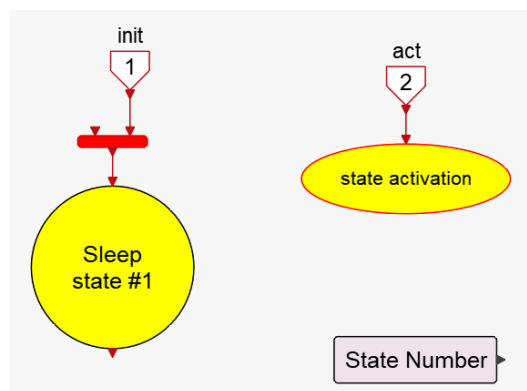 init
1
act
2
Sleep
state #1
state activation
State Number